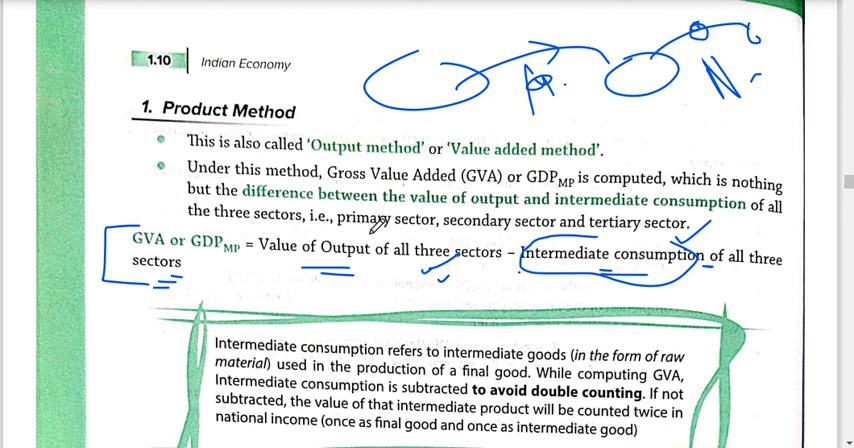 1.10 Indian Economy
1. Product Method
• This is also called 'Output method' or 'Value added method'.
• Under this method, Gross Value Added (GVA) or GDPMP is computed, which is nothing
but the difference between the value of output and intermediate consumption of all
the three sectors, i.e., primary sector, secondary sector and tertiary sector.
GVA or GDPMP = Value of Output of all three sectors – Intermediate consumption of all three
sectors
Intermediate consumption refers to intermediate goods (in the form of raw
material) used in the production of a final good. While computing GVA,
Intermediate consumption is subtracted to avoid double counting. If not
subtracted, the value of that intermediate product will be counted twice in
national income (once as final good and once as intermediate good)